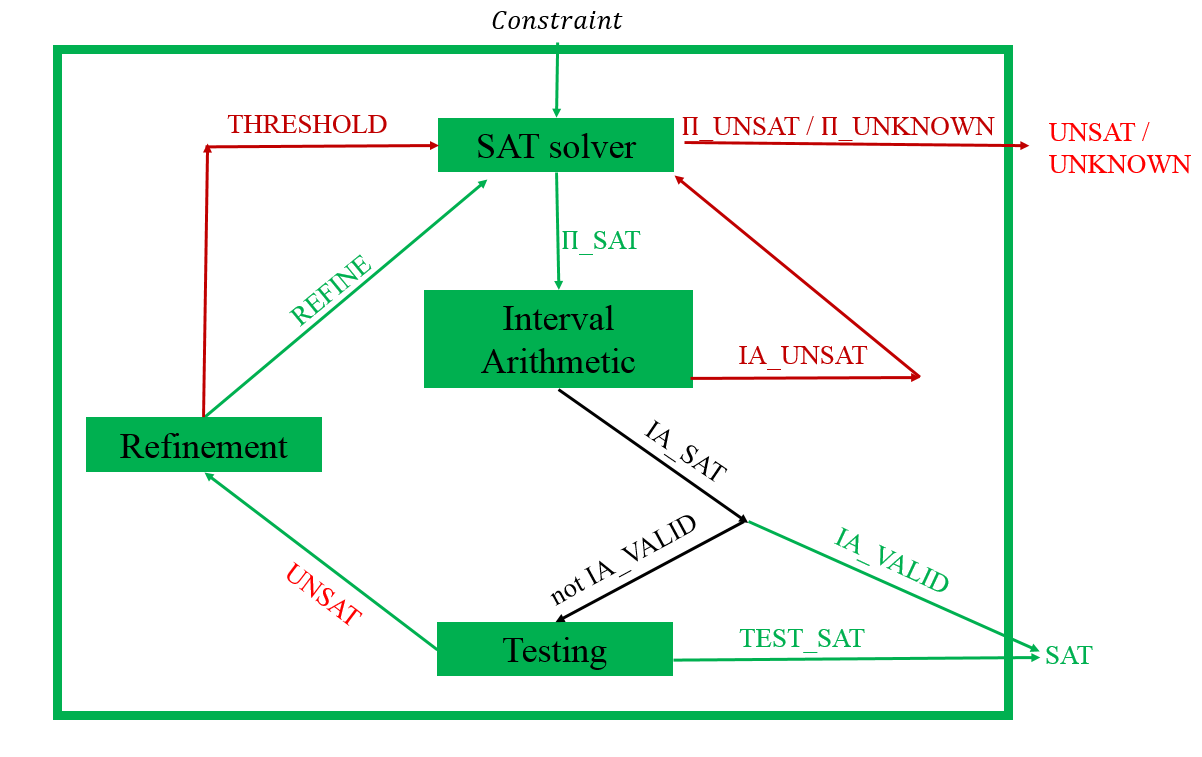 Constraint
THRESHOLD
SAT solver
Π_UNSAT / Π_UNKNOWN
UNSAT /
UNKNOWN
Π_SAT
REFINE
Interval
Arithmetic
IA_UNSAT
Refinement
IA_SAT
not IA_VALID
IA_VALID
UNSAT
Testing
TEST_SAT
SAT